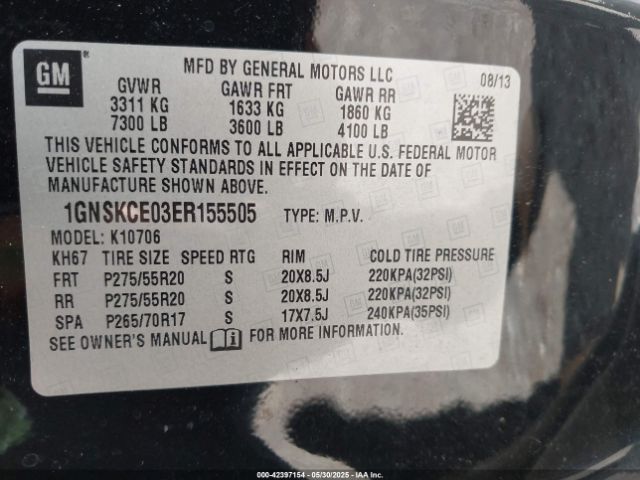 GM
MFD BY GENERAL MOTORS LLC
08/13
GVWR GAWR FRT GAWR RR
3311 KG 1633 KG 1860 KG
7300 LB 3600 LB 4100 LB
THIS VEHICLE CONFORMS TO ALL APPLICABLE U.S. FEDERAL MOTOR
VEHICLE SAFETY STANDARDS IN EFFECT ON THE DATE OF
MANUFACTURE SHOWN ABOVE.
1GNSKCE03ER155505 TYPE: M.P.V.
MODEL: K10706
KH67 TIRE SIZE SPEED RTG RIM COLD TIRE PRESSURE
FRT P275/55R20 S 20X8.5J 220KPA(32PSI)
RR P275/55R20 S 20X8.5J 220KPA(32PSI)
SPA P265/70R17 S 17X7.5J 240KPA(35PSI)
SEE OWNER'S MANUAL FOR MORE INFORMATION.
000-42397154 | 05/30/2025 - COPART/IAA